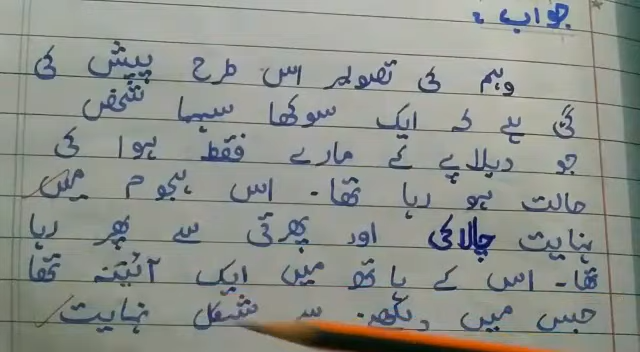 جواب :
وہم کی تصویر اس طرح پیش کی
گئی ہے کہ ایک سوکھا سہما شخص
جو دبلاپے کے مارے فقط ہوا کی
حالت ہو رہا تھا۔ اس ہجوم میں
نہایت چالاکی اور پھرتی سے پھر رہا
تھا۔ اس کے ہاتھ میں ایک آئینہ تھا
جس میں دیکھنے سے شکل نہایت